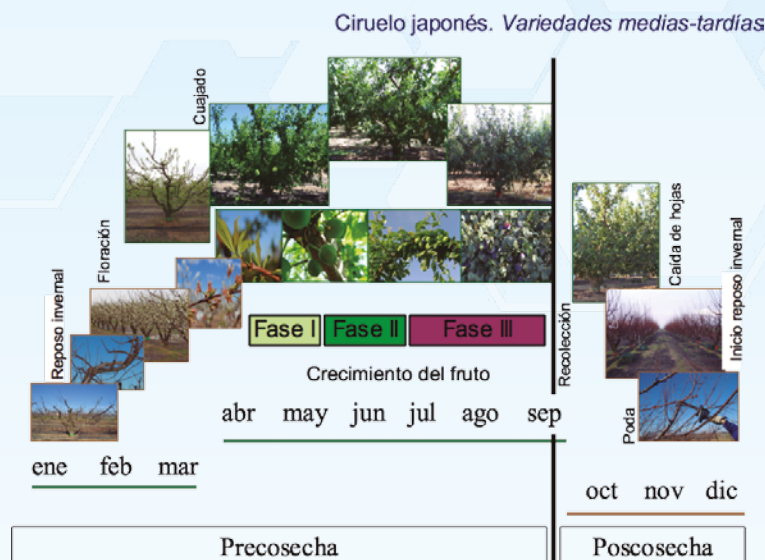 Ciruelo japonés. Variedades medias-tardías
Cuajado
Floración
Reposo invernal
Caída de hojas
Inicio reposo invernal
Fase I
Fase II
Fase III
Recolección
Crecimiento del fruto
Poda
abr may jun jul ago sep
ene feb mar
oct nov dic
Precosecha
Poscosecha